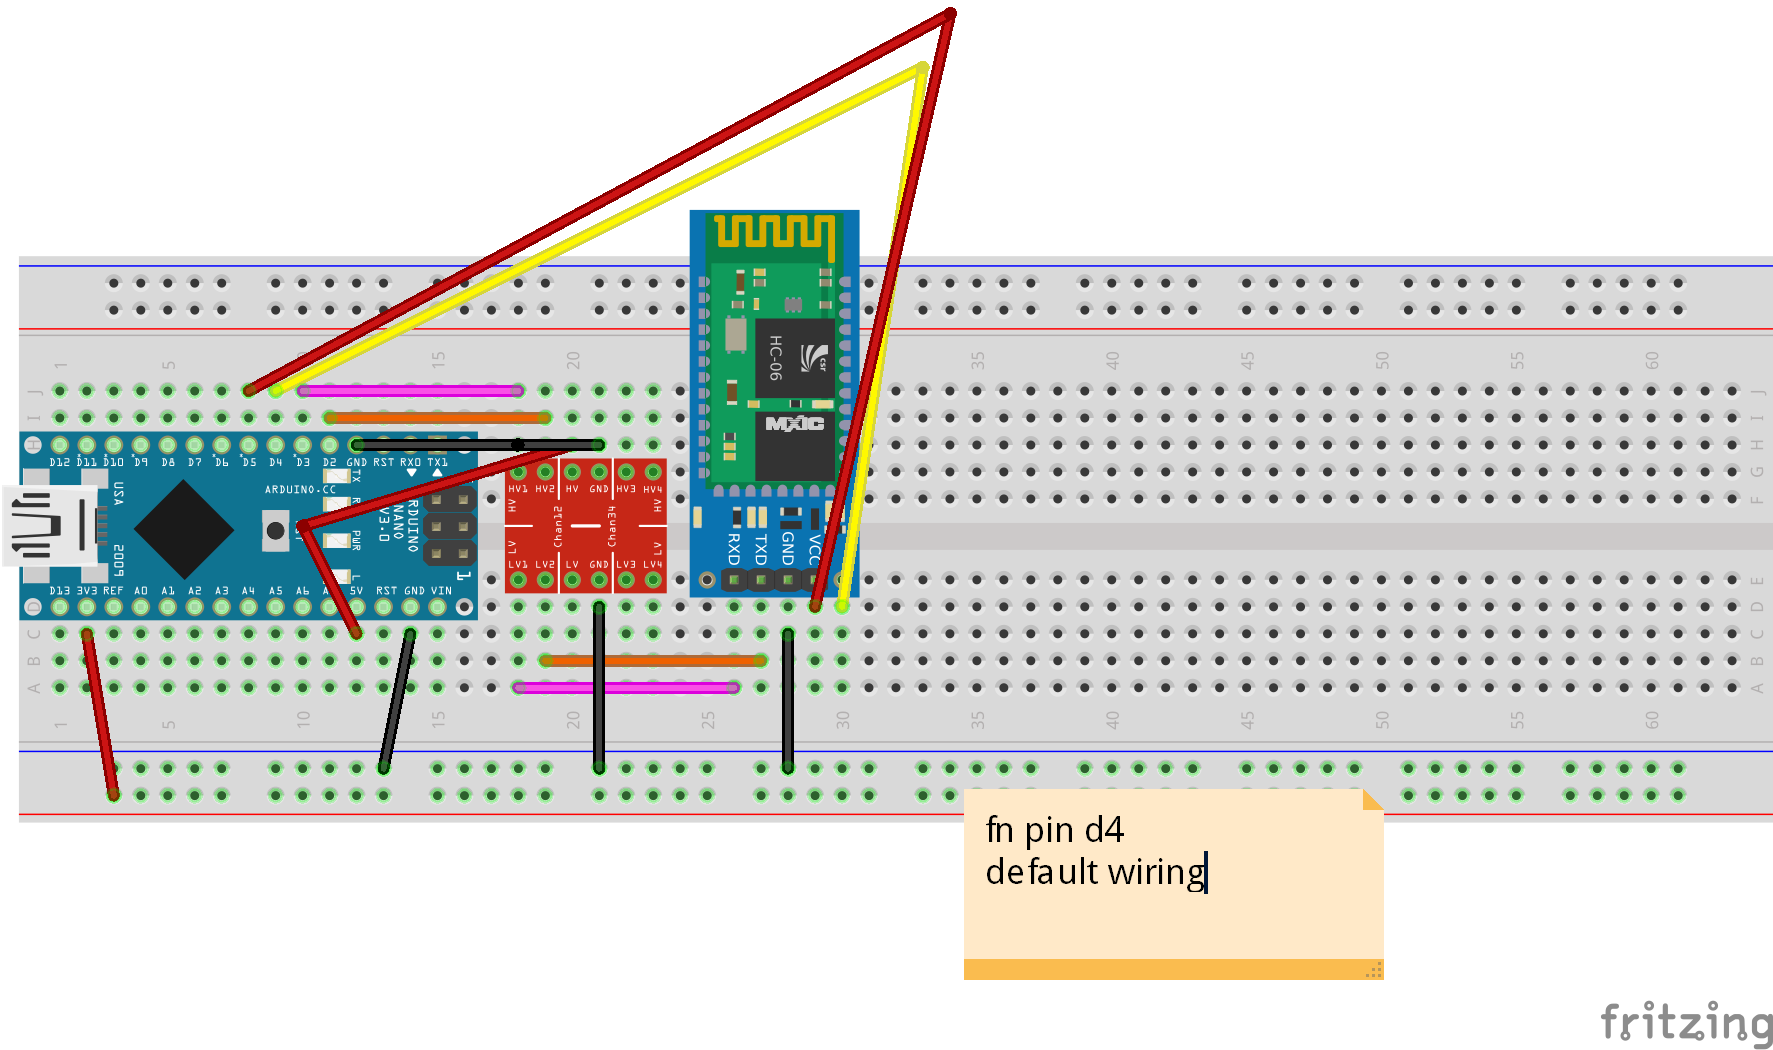 1 5 10 15 20 35 40 45 50 55 60
J J
I I
H H
G
F
D12 D11 D10 D9 D8 D7 D6 D5 D4 D3 D2 GND RST RX0 TX1
ARDUINO.CC
TX
PWR
L
USA
2009
ARDUINO
NANO
V3.0
1
D13 3V3 REF A0 A1 A2 A3 A4 A5 A6 5V RST GND VIN
HV1 HV2 HV GND HV3 HV4
HV HV
Chan12 Chan34
LV LV
LV1 LV2 LV GND LV3 LV4
HC-06
csr
MXIC
RXD TXD GND VCC
E
D D
C C
B B
A A
1 5 10 15 20 25 30 35 40 45 50 55 60
fn pin d4
default wiring
fritzing